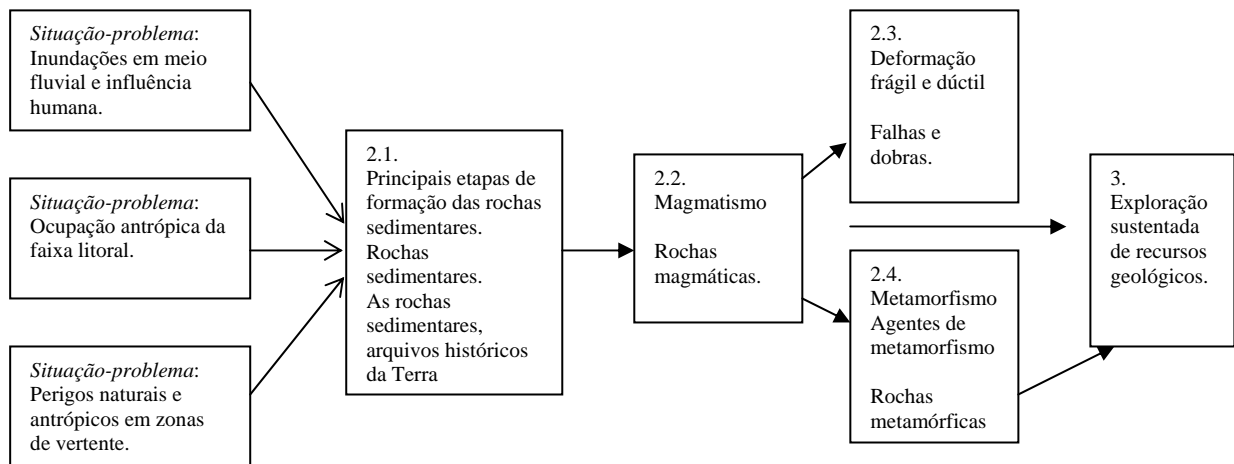 Situação-problema:
Inundações em meio
fluvial e influência
humana.
Situação-problema:
Ocupação antrópica da
faixa litoral.
Situação-problema:
Perigos naturais e
antrópicos em zonas
de vertente.
2.1.
Principais etapas de
formação das rochas
sedimentares.
Rochas
sedimentares.
As rochas
sedimentares,
arquivos históricos
da Terra
2.2.
Magmatismo
Rochas
magmáticas.
2.3.
Deformação
frágil e dúctil
Falhas e
dobras.
2.4.
Metamorfismo
Agentes de
metamorfismo
Rochas
metamórficas
3.
Exploração
sustentada
de recursos
geológicos.